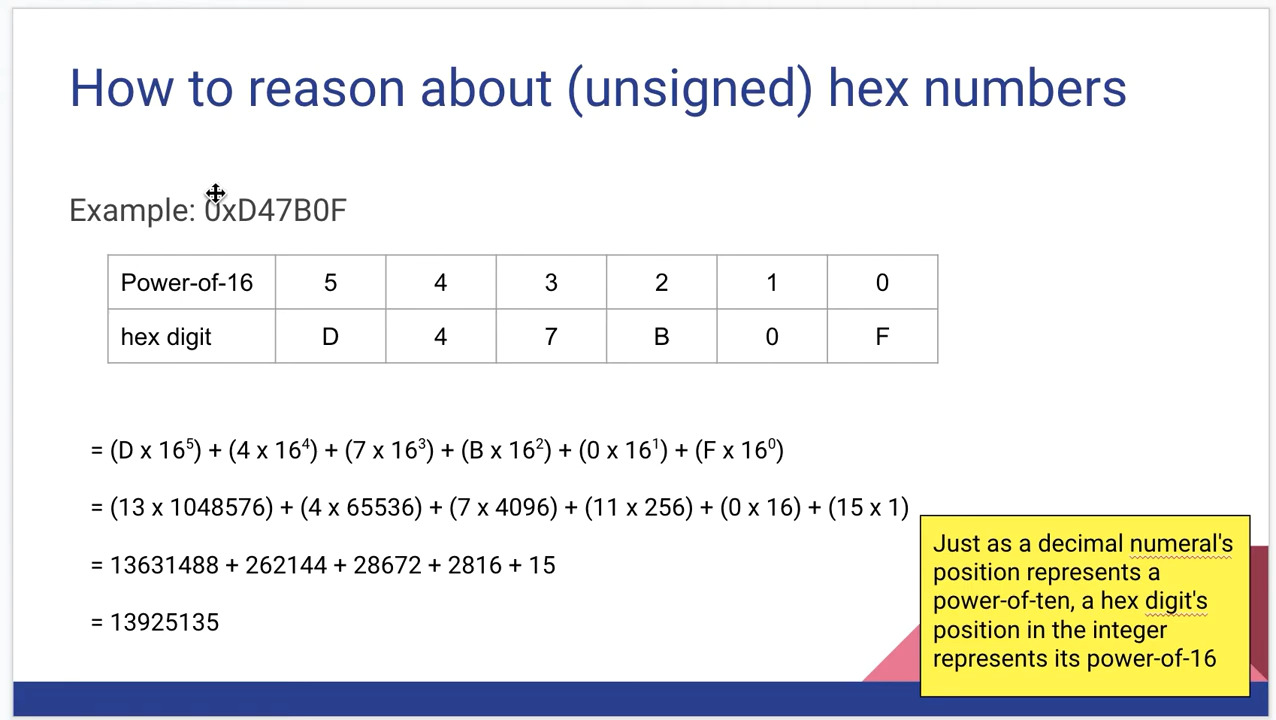 How to reason about (unsigned) hex numbers
Example: 0xD47B0F
Power-of-16 5 4 3 2 1 0
hex digit D 4 7 B 0 F
= (D x 16⁵) + (4 x 16⁴) + (7 x 16³) + (B x 16²) + (0 x 16¹) + (F x 16⁰)
= (13 x 1048576) + (4 x 65536) + (7 x 4096) + (11 x 256) + (0 x 16) + (15 x 1)
= 13631488 + 262144 + 28672 + 2816 + 15
= 13925135
Just as a decimal numeral's
position represents a
power-of-ten, a hex digit's
position in the integer
represents its power-of-16